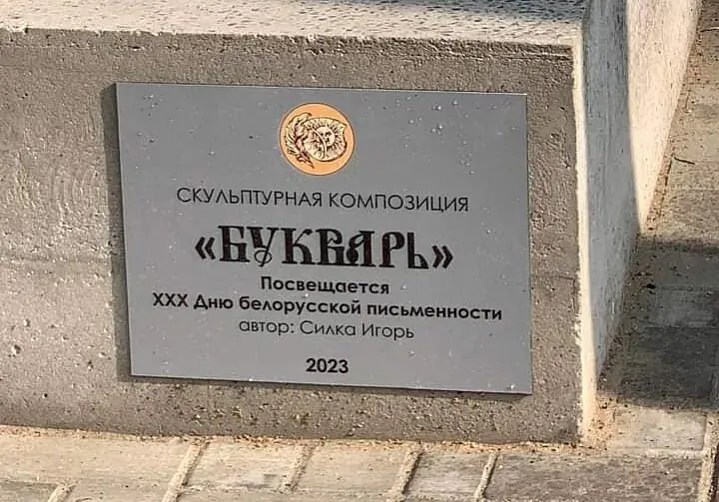 СКУЛЬПТУРНАЯ КОМПОЗИЦИЯ
«БУКВАРЬ»
Посвещается
XXX Дню белорусской письменности
автор: Силка Игорь
2023